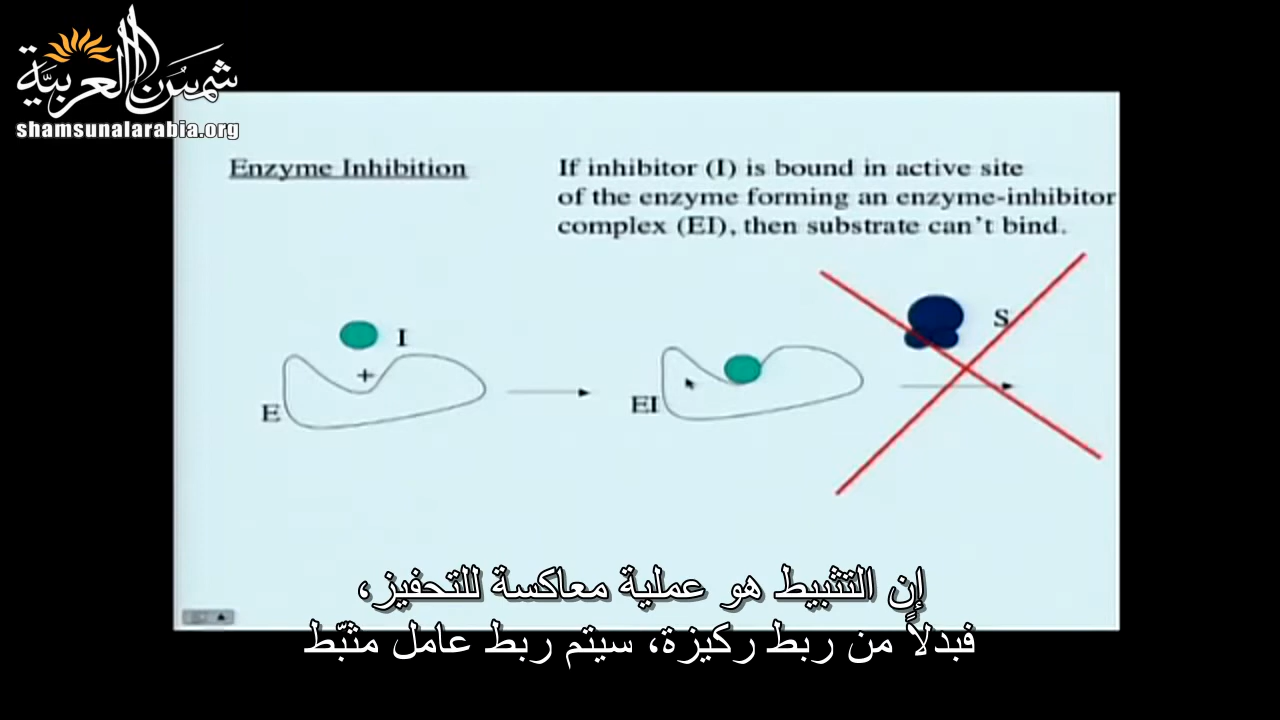 شمس العربية
shamsunalarabia.org
Enzyme Inhibition
If inhibitor (I) is bound in active site
of the enzyme forming an enzyme-inhibitor
complex (EI), then substrate can't bind.
I
+
E
EI
S
إن التثبيط هو عملية معاكسة للتحفيز،
فبدلاً من ربط ركيزة، سيتم ربط عامل مثبّط